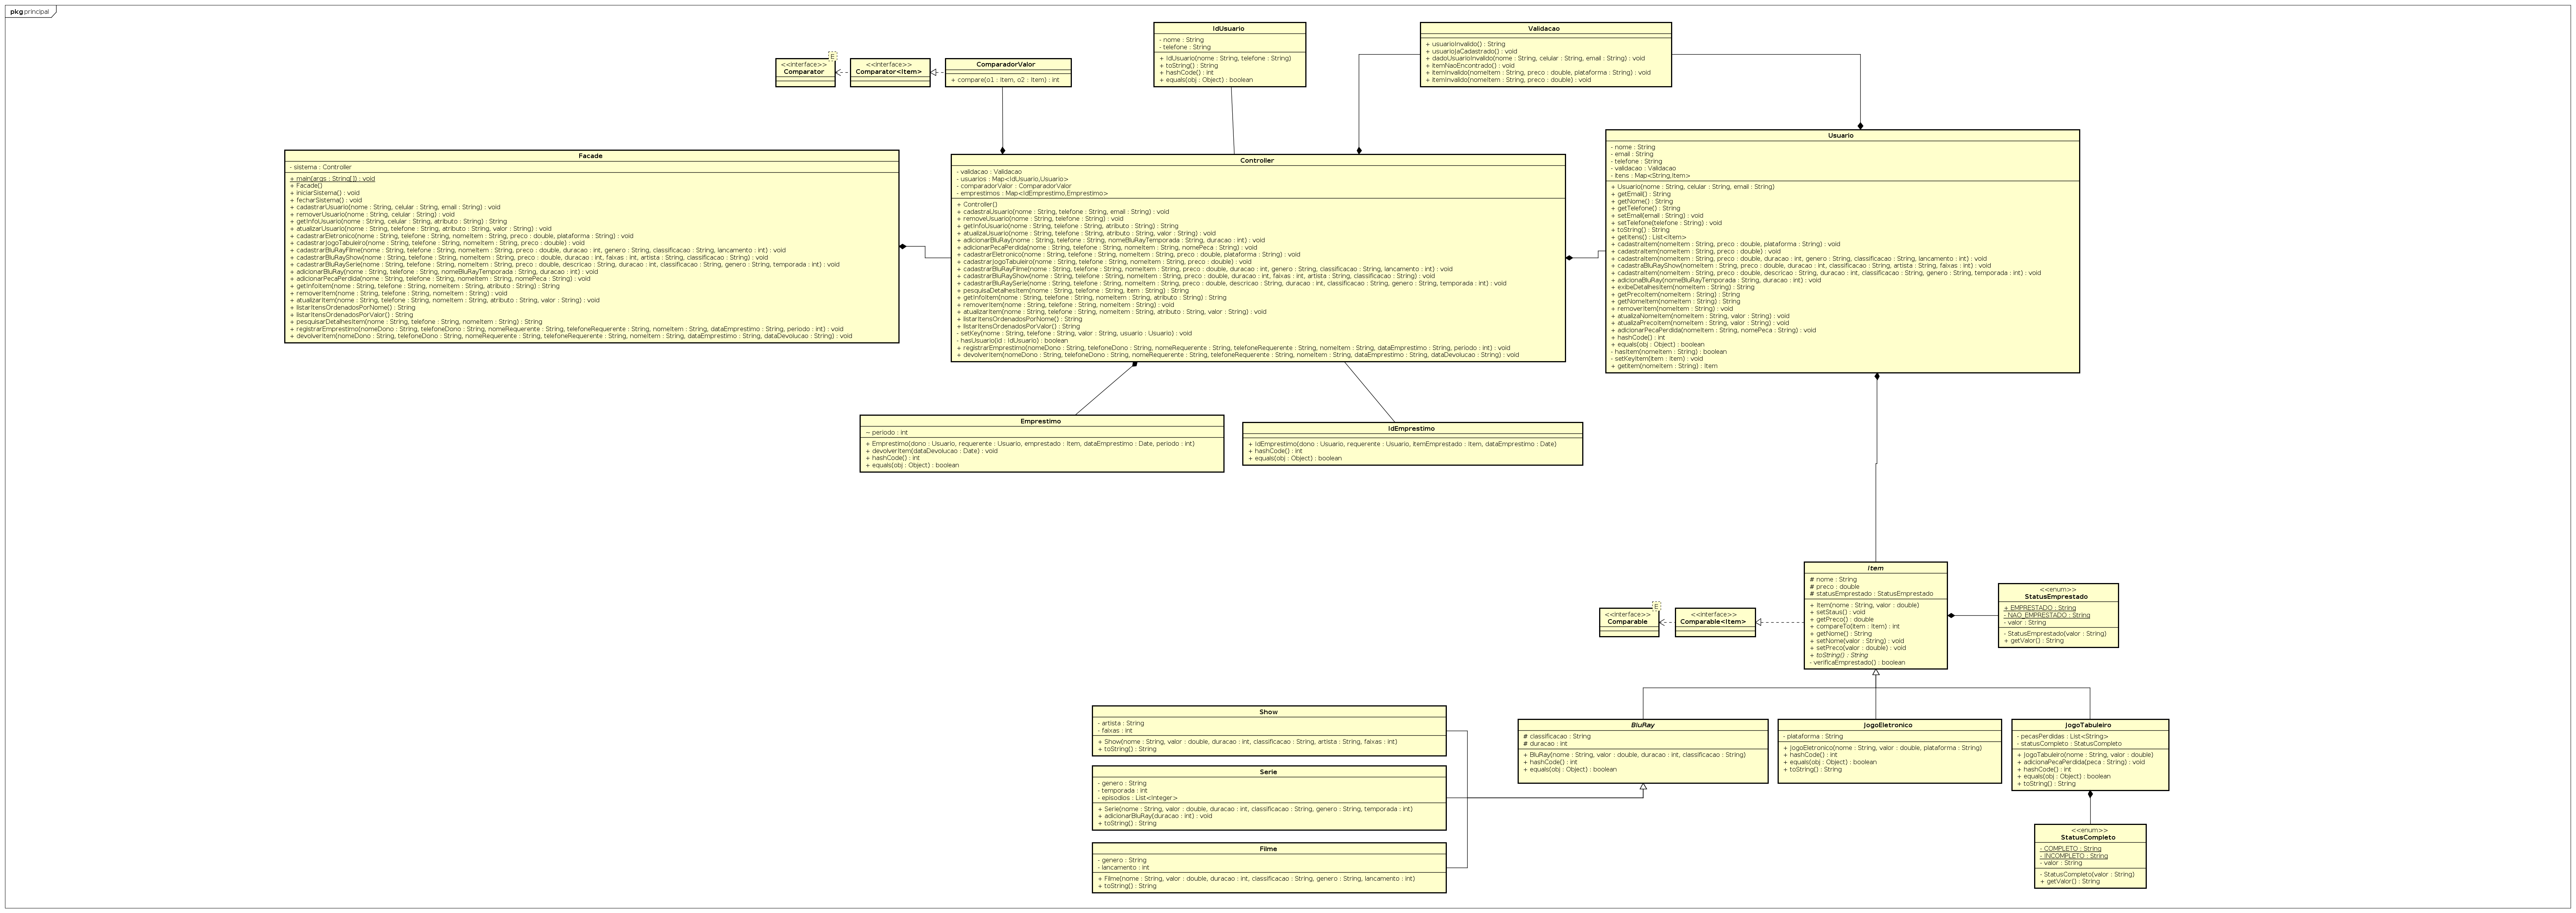 pkg principal
IdUsuario
- nome : String
- telefone : String
+ IdUsuario(nome : String, telefone : String)
+ toString() : String
+ hashCode() : int
+ equals(obj : Object) : boolean
Validacao
+ usuarioInvalido() : String
+ usuarioJaCadastrado() : void
+ dadoUsuarioInvalido(nome : String, celular : String, email : String) : void
+ itemNaoEncontrado() : void
+ itemInvalido(nomeItem : String, preco : double, plataforma : String) : void
+ itemInvalido(nomeItem : String, preco : double) : void
E
<<interface>>
Comparator
<<interface>>
Comparator<Item>
ComparadorValor
+ compare(o1 : Item, o2 : Item) : int
Facade
- sistema : Controller
+ main(args : String[]) : void
+ Facade()
+ iniciarSistema() : void
+ fecharSistema() : void
+ cadastrarUsuario(nome : String, celular : String, email : String) : void
+ removerUsuario(nome : String, celular : String) : void
+ getInfoUsuario(nome : String, celular : String, atributo : String) : String
+ atualizarUsuario(nome : String, telefone : String, atributo : String, valor : String) : void
+ cadastrarEletronico(nome : String, telefone : String, nomeItem : String, preco : double, plataforma : String) : void
+ cadastrarJogoTabuleiro(nome : String, telefone : String, nomeItem : String, preco : double) : void
+ cadastrarBluRayFilme(nome : String, telefone : String, nomeItem : String, preco : double, duracao : int, genero : String, classificacao : String, lancamento : int) : void
+ cadastrarBluRayShow(nome : String, telefone : String, nomeItem : String, preco : double, duracao : int, faixas : int, artista : String, classificacao : String) : void
+ cadastrarBluRaySerie(nome : String, telefone : String, nomeItem : String, preco : double, descricao : String, duracao : int, classificacao : String, genero : String, temporada : int) : void
+ adicionarBluRay(nome : String, telefone : String, nomeBluRayTemporada : String, duracao : int) : void
+ adicionarPecaPerdida(nome : String, telefone : String, nomeItem : String, nomePeca : String) : void
+ getInfoItem(nome : String, telefone : String, nomeItem : String, atributo : String) : String
+ removerItem(nome : String, telefone : String, nomeItem : String) : void
+ atualizarItem(nome : String, telefone : String, nomeItem : String, atributo : String, valor : String) : void
+ listarItensOrdenadosPorNome() : String
+ listarItensOrdenadosPorValor() : String
+ pesquisarDetalhesItem(nome : String, telefone : String, nomeItem : String) : String
+ registrarEmprestimo(nomeDono : String, telefoneDono : String, nomeRequerente : String, telefoneRequerente : String, nomeItem : String, dataEmprestimo : String, periodo : int) : void
+ devolverItem(nomeDono : String, telefoneDono : String, nomeRequerente : String, telefoneRequerente : String, nomeItem : String, dataEmprestimo : String, dataDevolucao : String) : void
Controller
- validacao : Validacao
- usuarios : Map<IdUsuario,Usuario>
- comparadorValor : ComparadorValor
- emprestimos : Map<IdEmprestimo,Emprestimo>
+ Controller()
+ cadastraUsuario(nome : String, telefone : String, email : String) : void
+ removeUsuario(nome : String, telefone : String) : void
+ getInfoUsuario(nome : String, telefone : String, atributo : String) : String
+ atualizaUsuario(nome : String, telefone : String, atributo : String, valor : String) : void
+ adicionarBluRay(nome : String, telefone : String, nomeBluRayTemporada : String, duracao : int) : void
+ adicionarPecaPerdida(nome : String, telefone : String, nomeItem : String, nomePeca : String) : void
+ cadastrarEletronico(nome : String, telefone : String, nomeItem : String, preco : double, plataforma : String) : void
+ cadastrarJogoTabuleiro(nome : String, telefone : String, nomeItem : String, preco : double) : void
+ cadastrarBluRayFilme(nome : String, telefone : String, nomeItem : String, preco : double, duracao : int, genero : String, classificacao : String, lancamento : int) : void
+ cadastrarBluRayShow(nome : String, telefone : String, nomeItem : String, preco : double, duracao : int, faixas : int, artista : String, classificacao : String) : void
+ cadastrarBluRaySerie(nome : String, telefone : String, nomeItem : String, preco : double, descricao : String, duracao : int, classificacao : String, genero : String, temporada : int) : void
+ pesquisaDetalhesItem(nome : String, telefone : String, item : String) : String
+ getInfoItem(nome : String, telefone : String, nomeItem : String, atributo : String) : String
+ removerItem(nome : String, telefone : String, nomeItem : String) : void
+ atualizarItem(nome : String, telefone : String, nomeItem : String, atributo : String, valor : String) : void
+ listarItensOrdenadosPorNome() : String
+ listarItensOrdenadosPorValor() : String
- setKey(nome : String, telefone : String, valor : String, usuario : Usuario) : void
- hasUsuario(id : IdUsuario) : boolean
+ registrarEmprestimo(nomeDono : String, telefoneDono : String, nomeRequerente : String, telefoneRequerente : String, nomeItem : String, dataEmprestimo : String, periodo : int) : void
+ devolverItem(nomeDono : String, telefoneDono : String, nomeRequerente : String, telefoneRequerente : String, nomeItem : String, dataEmprestimo : String, dataDevolucao : String) : void
Usuario
- nome : String
- email : String
- telefone : String
- validacao : Validacao
- itens : Map<String,Item>
+ Usuario(nome : String, celular : String, email : String)
+ getEmail() : String
+ getNome() : String
+ getTelefone() : String
+ setEmail(email : String) : void
+ setTelefone(telefone : String) : void
+ toString() : String
+ getItens() : List<Item>
+ cadastraItem(nomeItem : String, preco : double, plataforma : String) : void
+ cadastraItem(nomeItem : String, preco : double) : void
+ cadastraItem(nomeItem : String, preco : double, duracao : int, genero : String, classificacao : String, lancamento : int) : void
+ cadastraBluRayShow(nomeItem : String, preco : double, duracao : int, classificacao : String, artista : String, faixas : int) : void
+ cadastraItem(nomeItem : String, preco : double, descricao : String, duracao : int, classificacao : String, genero : String, temporada : int) : void
+ adicionaBluRay(nomeBluRayTemporada : String, duracao : int) : void
+ exibeDetalhesItem(nomeItem : String) : String
+ getPrecoItem(nomeItem : String) : String
+ getNomeItem(nomeItem : String) : String
+ removerItem(nomeItem : String) : void
+ atualizaNomeItem(nomeItem : String, valor : String) : void
+ atualizaPrecoItem(nomeItem : String, valor : String) : void
+ adicionarPecaPerdida(nomeItem : String, nomePeca : String) : void
+ hashCode() : int
+ equals(obj : Object) : boolean
- hasItem(nomeItem : String) : boolean
- setKeyItem(item : Item) : void
+ getItem(nomeItem : String) : Item
Emprestimo
~ periodo : int
+ Emprestimo(dono : Usuario, requerente : Usuario, emprestado : Item, dataEmprestimo : Date, periodo : int)
+ devolverItem(dataDevolucao : Date) : void
+ hashCode() : int
+ equals(obj : Object) : boolean
IdEmprestimo
+ IdEmprestimo(dono : Usuario, requerente : Usuario, itemEmprestado : Item, dataEmprestimo : Date)
+ hashCode() : int
+ equals(obj : Object) : boolean
Item
# nome : String
# preco : double
# statusEmprestado : StatusEmprestado
+ Item(nome : String, valor : double)
+ setStaus() : void
+ getPreco() : double
+ compareTo(item : Item) : int
+ getNome() : String
+ setNome(valor : String) : void
+ setPreco(valor : double) : void
+ toString() : String
- verificaEmprestado() : boolean
<<enum>>
StatusEmprestado
+ EMPRESTADO : String
- NAO_EMPRESTADO : String
- valor : String
- StatusEmprestado(valor : String)
+ getValor() : String
E
<<interface>>
Comparable
<<interface>>
Comparable<Item>
Show
- artista : String
- faixas : int
+ Show(nome : String, valor : double, duracao : int, classificacao : String, artista : String, faixas : int)
+ toString() : String
BluRay
# classificacao : String
# duracao : int
+ BluRay(nome : String, valor : double, duracao : int, classificacao : String)
+ hashCode() : int
+ equals(obj : Object) : boolean
JogoEletronico
- plataforma : String
+ JogoEletronico(nome : String, valor : double, plataforma : String)
+ hashCode() : int
+ equals(obj : Object) : boolean
+ toString() : String
JogoTabuleiro
- pecasPerdidas : List<String>
- statusCompleto : StatusCompleto
+ JogoTabuleiro(nome : String, valor : double)
+ adicionaPecaPerdida(peca : String) : void
+ hashCode() : int
+ equals(obj : Object) : boolean
+ toString() : String
Serie
- genero : String
- temporada : int
- episodios : List<Integer>
+ Serie(nome : String, valor : double, duracao : int, classificacao : String, genero : String, temporada : int)
+ adicionarBluRay(duracao : int) : void
+ toString() : String
Filme
- genero : String
- lancamento : int
+ Filme(nome : String, valor : double, duracao : int, classificacao : String, genero : String, lancamento : int)
+ toString() : String
<<enum>>
StatusCompleto
- COMPLETO : String
- INCOMPLETO : String
- valor : String
- StatusCompleto(valor : String)
+ getValor() : String